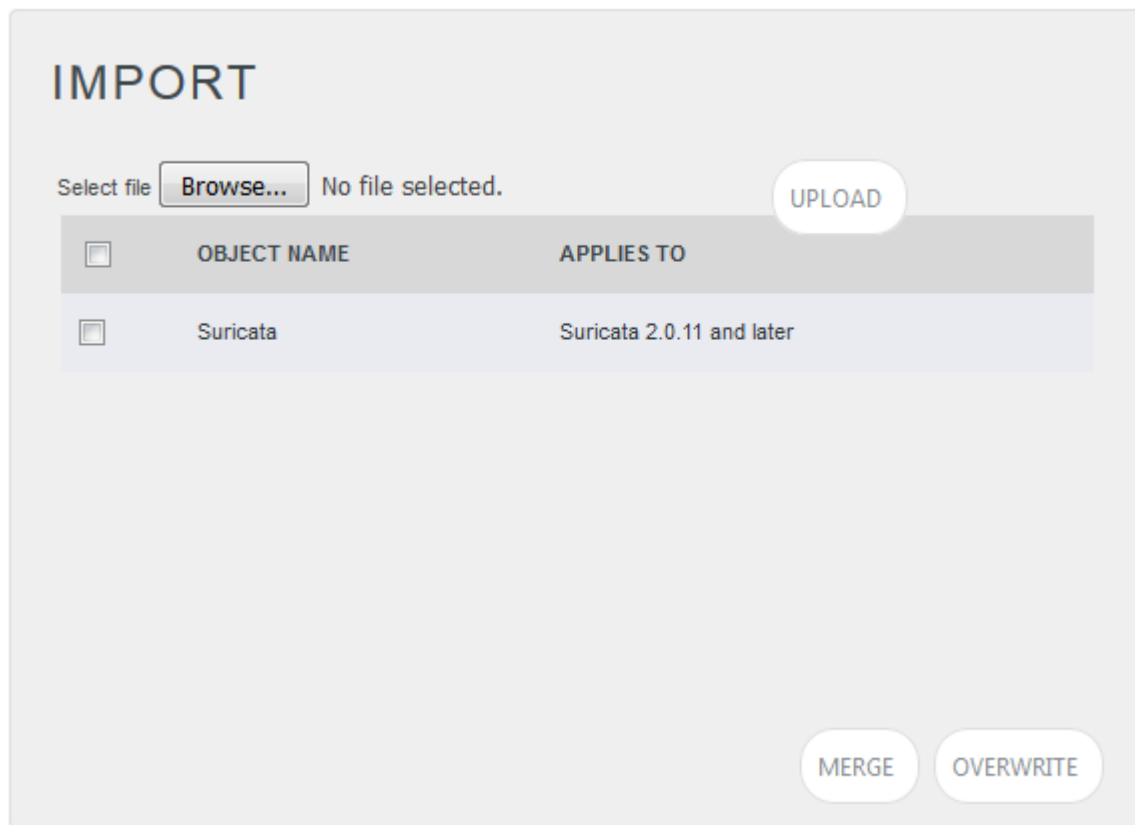 IMPORT
Select file Browse... No file selected. UPLOAD
OBJECT NAME APPLIES TO
Suricata Suricata 2.0.11 and later
MERGE OVERWRITE